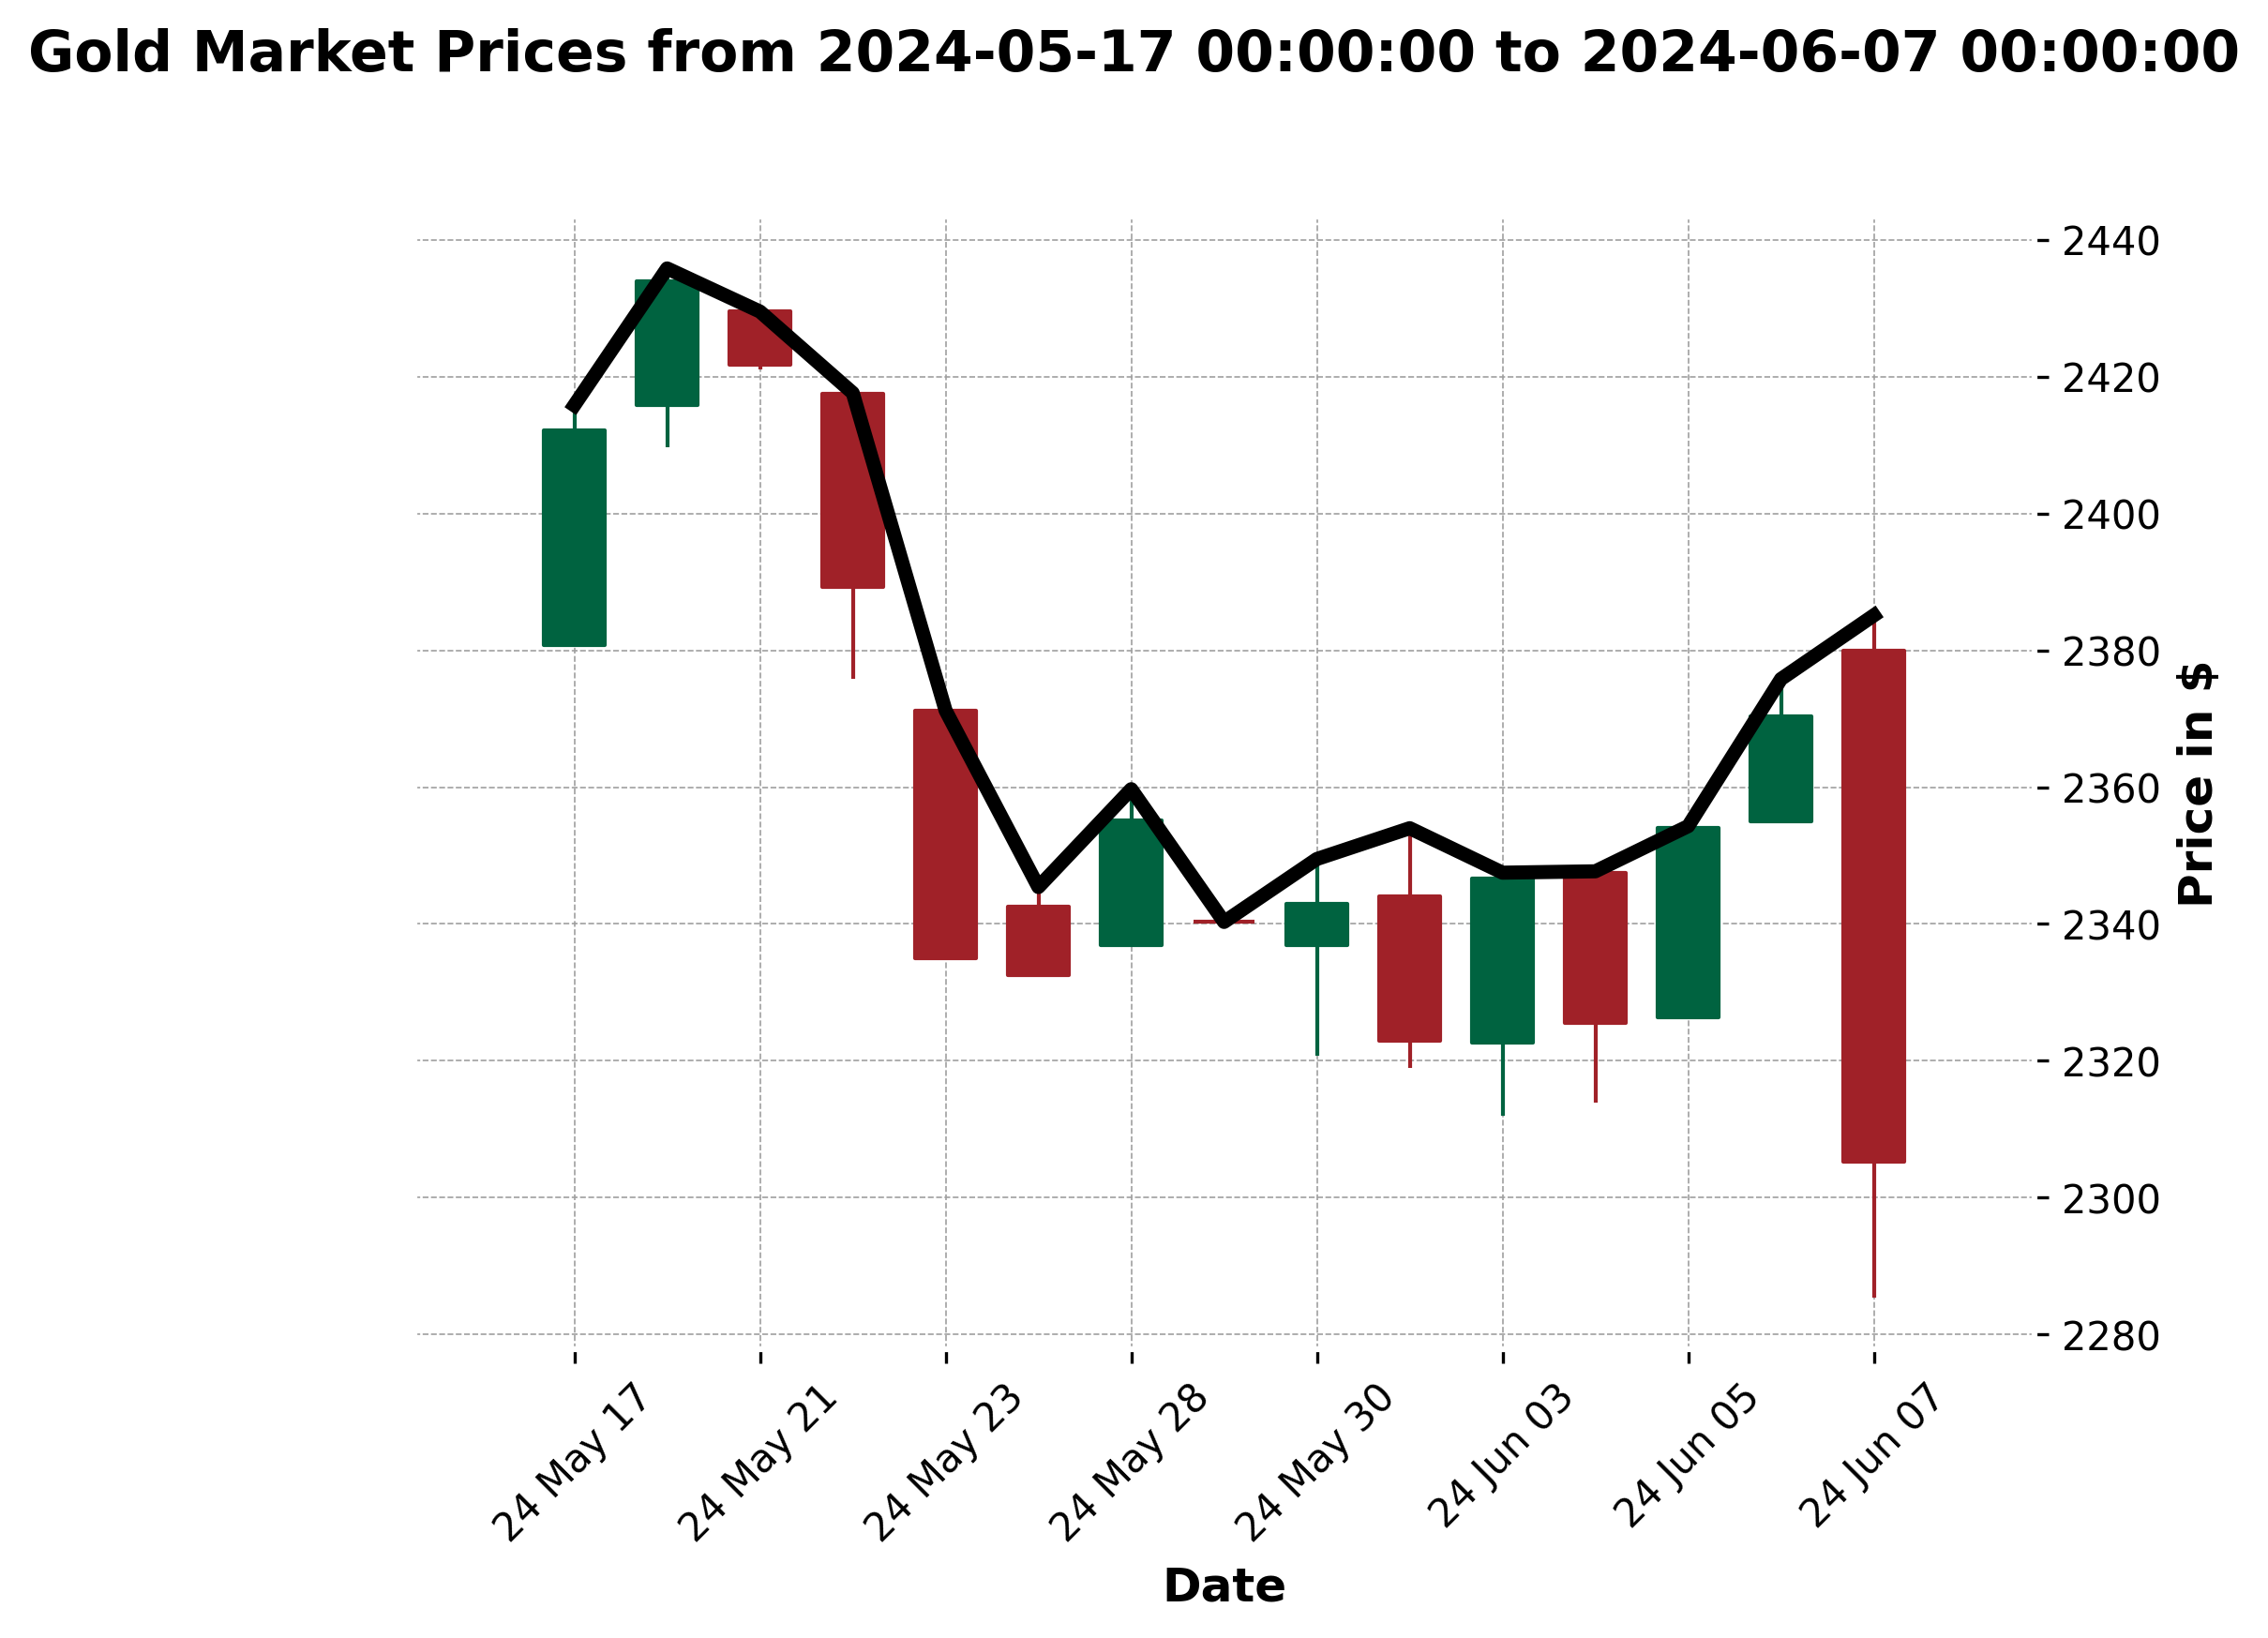 Gold Market Prices from 2024-05-17 00:00:00 to 2024-06-07 00:00:00
2440
2420
2400
2380
2360
2340
2320
2300
2280
Price in $
24 May 17
24 May 21
24 May 23
24 May 28
24 May 30
24 Jun 03
24 Jun 05
24 Jun 07
Date